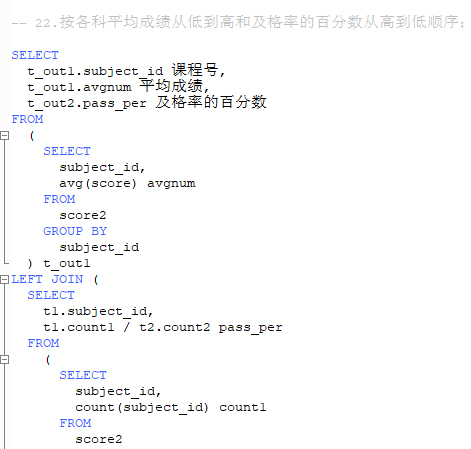 -- 22.按各科平均成绩从低到高和及格率的百分数从高到低顺序;
SELECT
t_out1.subject_id 课程号,
t_out1.avgnum 平均成绩,
t_out2.pass_per 及格率的百分数
FROM
(
SELECT
subject_id,
avg(score) avgnum
FROM
score2
GROUP BY
subject_id
) t_out1
LEFT JOIN (
SELECT
t1.subject_id,
t1.count1 / t2.count2 pass_per
FROM
(
SELECT
subject_id,
count(subject_id) count1
FROM
score2